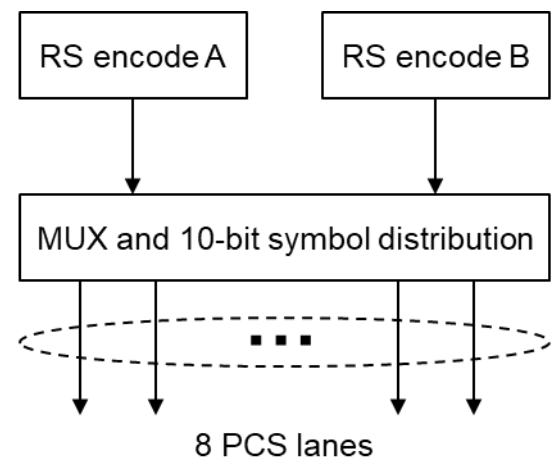 RS encode A
RS encode B
MUX and 10-bit symbol distribution
8 PCS lanes